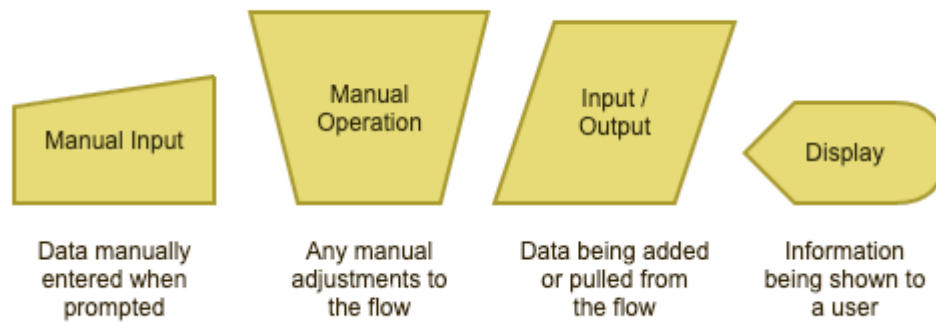 Manual Input
Manual
Operation
Input /
Output
Display
Data manually
entered when
prompted
Any manual
adjustments to
the flow
Data being added
or pulled from
the flow
Information
being shown to
a user